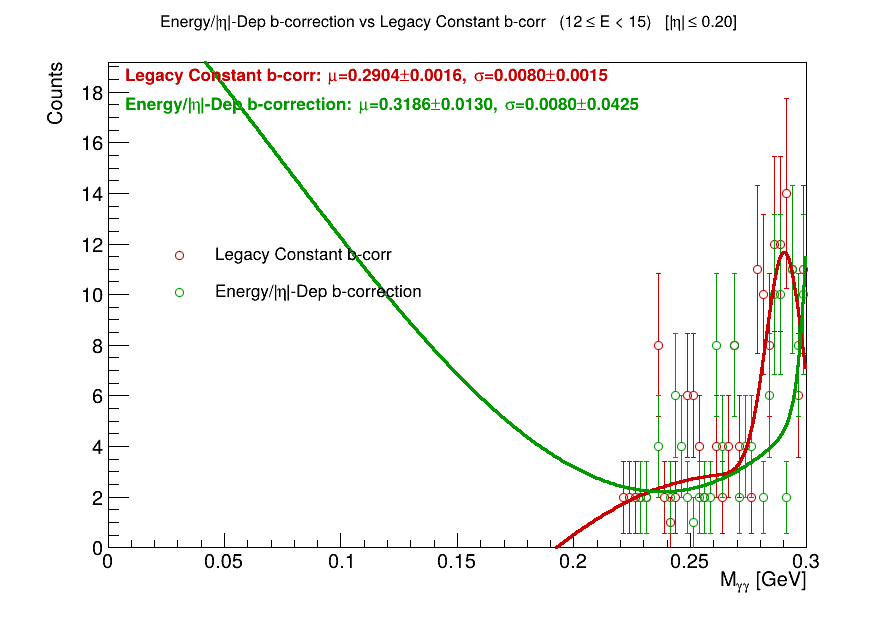 Energy/|η|-Dep b-correction vs Legacy Constant b-corr (12 ≤ E < 15) [|η| ≤ 0.20]
Counts
Legacy Constant b-corr: μ=0.2904±0.0016, σ=0.0080±0.0015
Energy/|η|-Dep b-correction: μ=0.3186±0.0130, σ=0.0080±0.0425
18
16
14
12
10
8
6
4
2
0
Legacy Constant b-corr
Energy/|η|-Dep b-correction
0 0.05 0.1 0.15 0.2 0.25 0.3
Mγγ [GeV]